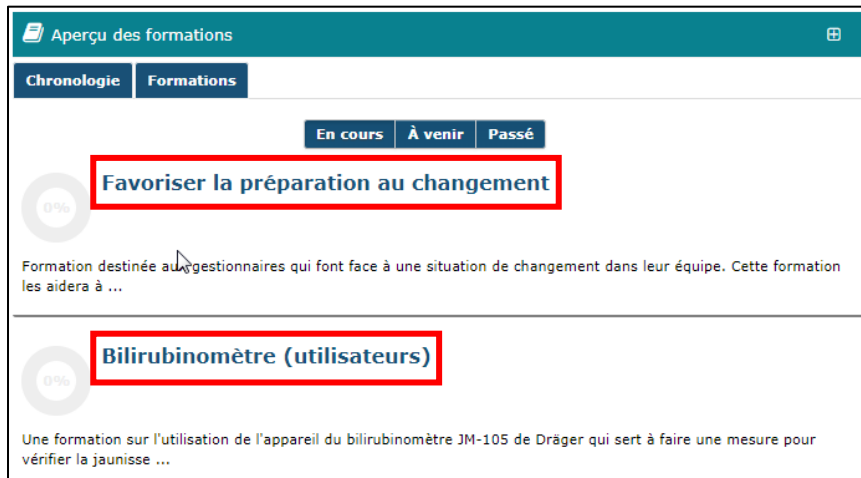 Aperçu des formations
Chronologie Formations
En cours À venir Passé
0%
Favoriser la préparation au changement
Formation destinée aux gestionnaires qui font face à une situation de changement dans leur équipe. Cette formation
les aidera à ...
0%
Bilirubinomètre (utilisateurs)
Une formation sur l'utilisation de l'appareil du bilirubinomètre JM-105 de Dräger qui sert à faire une mesure pour
vérifier la jaunisse ...